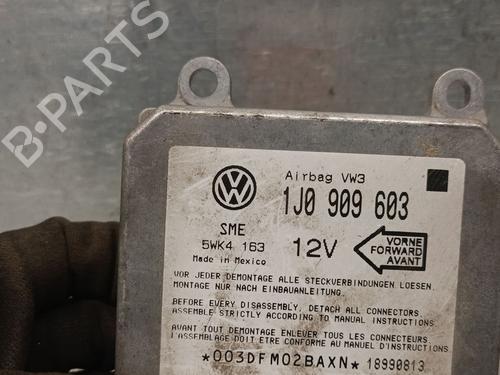 B-PARTS
Airbag VW3
1J0 909 603
SME
5WK4 163
Made in Mexico
12V
VORNE
FORWARD
AVANT
VOR JEDER DEMONTAGE ALLE STECKVERBINDUNGEN LOESEN.
MONTAGE NUR NACH EINBAUANLEITUNG.
BEFORE EVERY DISASSEMBLY, DETACH ALL CONNECTORS.
ASSEMBLE STRICTLY ACCORDING TO MANUAL INSTRUCTIONS.
AVANT TOUT DEMONTAGE ENLEVER TOUS LES CONNECTEURS.
L'ASSEMBLAGE DOIT ETRE CONFORME AU MANUEL D'INSTRUCTION.
*003DFM02BAXN* 18990813